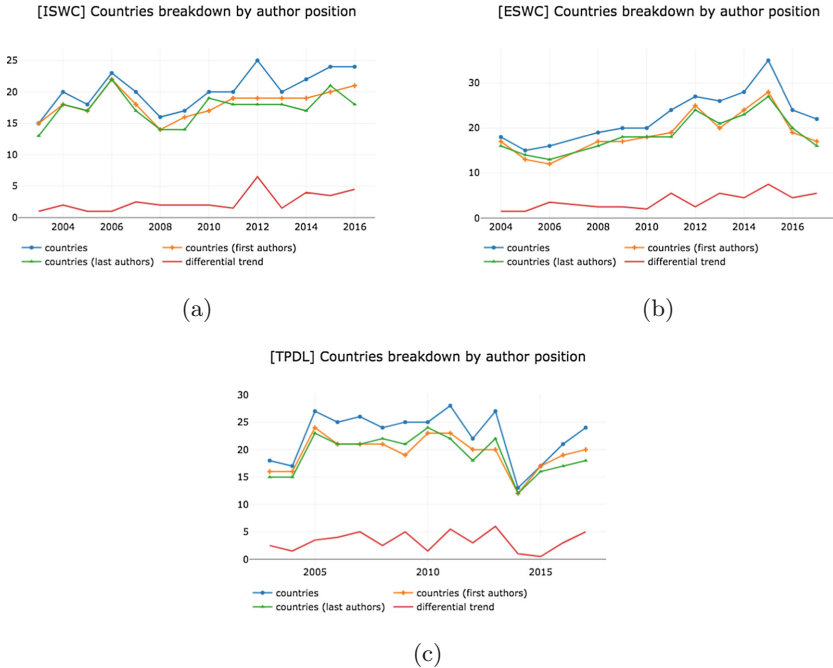 [ISWC] Countries breakdown by author position
25
20
15
10
5
0
2004 2006 2008 2010 2012 2014 2016
countries countries (first authors)
countries (last authors) differential trend
(a)
[ESWC] Countries breakdown by author position
30
20
10
0
2004 2006 2008 2010 2012 2014 2016
countries countries (first authors)
countries (last authors) differential trend
(b)
[TPDL] Countries breakdown by author position
30
25
20
15
10
5
0
2005 2010 2015
countries countries (first authors)
countries (last authors) differential trend
(c)